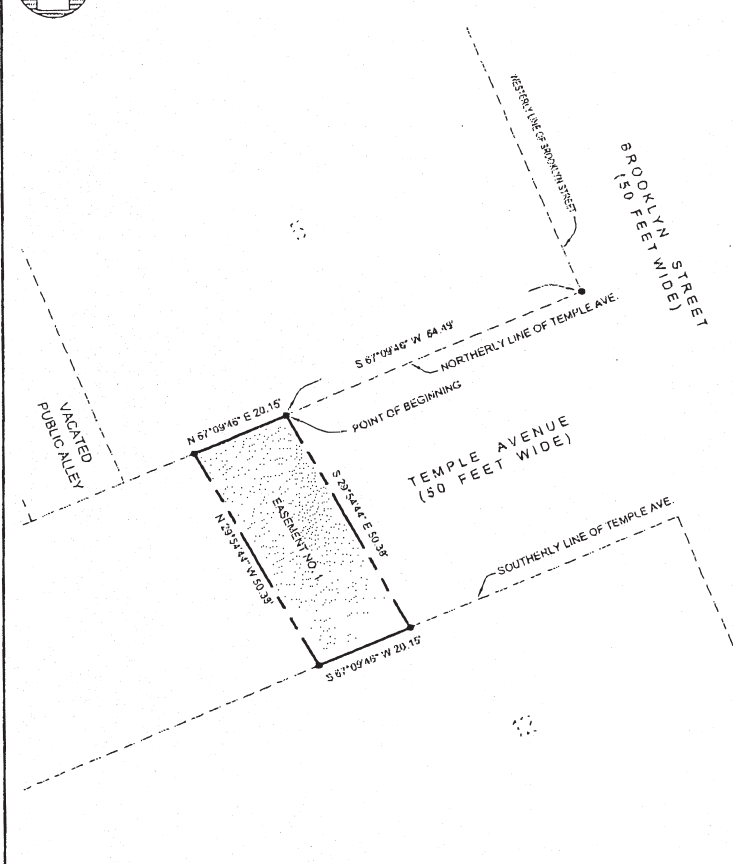 WESTERLY LINE OF BROOKLYN STREET
BROOKLYN STREET
(50 FEET WIDE)
S 67°09'46" W 64.49'
NORTHERLY LINE OF TEMPLE AVE.
POINT OF BEGINNING
N 67°09'46" E 20.15'
VACATED
PUBLIC ALLEY
TEMPLE AVENUE
(50 FEET WIDE)
S 29°54'44" E 50.38'
EASEMENT NO. 1
N 29°54'44" W 50.39'
SOUTHERLY LINE OF TEMPLE AVE.
S 67°09'46" W 20.15'
12